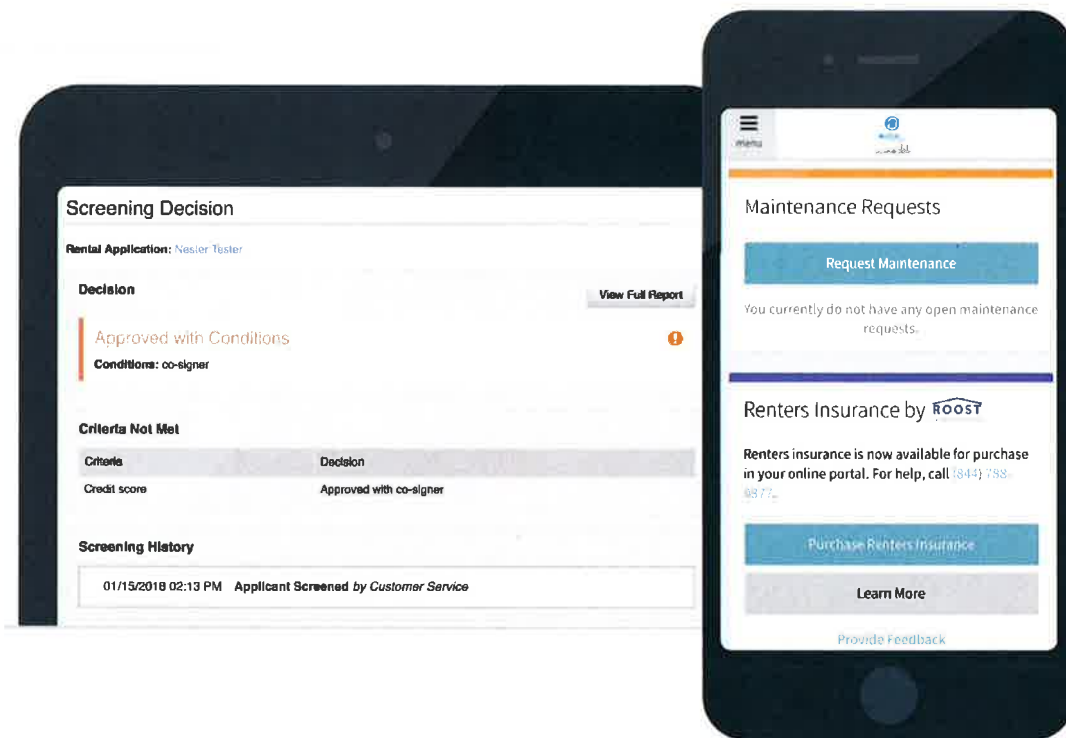 Screening Decision
Rental Application: Nester Tester
Decision
View Full Report
Approved with Conditions
Conditions: co-signer
Criteria Not Met
Criteria Decision
Credit score Approved with co-signer
Screening History
01/15/2018 02:13 PM Applicant Screened by Customer Service
menu
Maintenance Requests
Request Maintenance
You currently do not have any open maintenance
requests.
Renters Insurance by ROOST
Renters insurance is now available for purchase
in your online portal. For help, call (844) 788-
Purchase Renters Insurance
Learn More
Provide Feedback